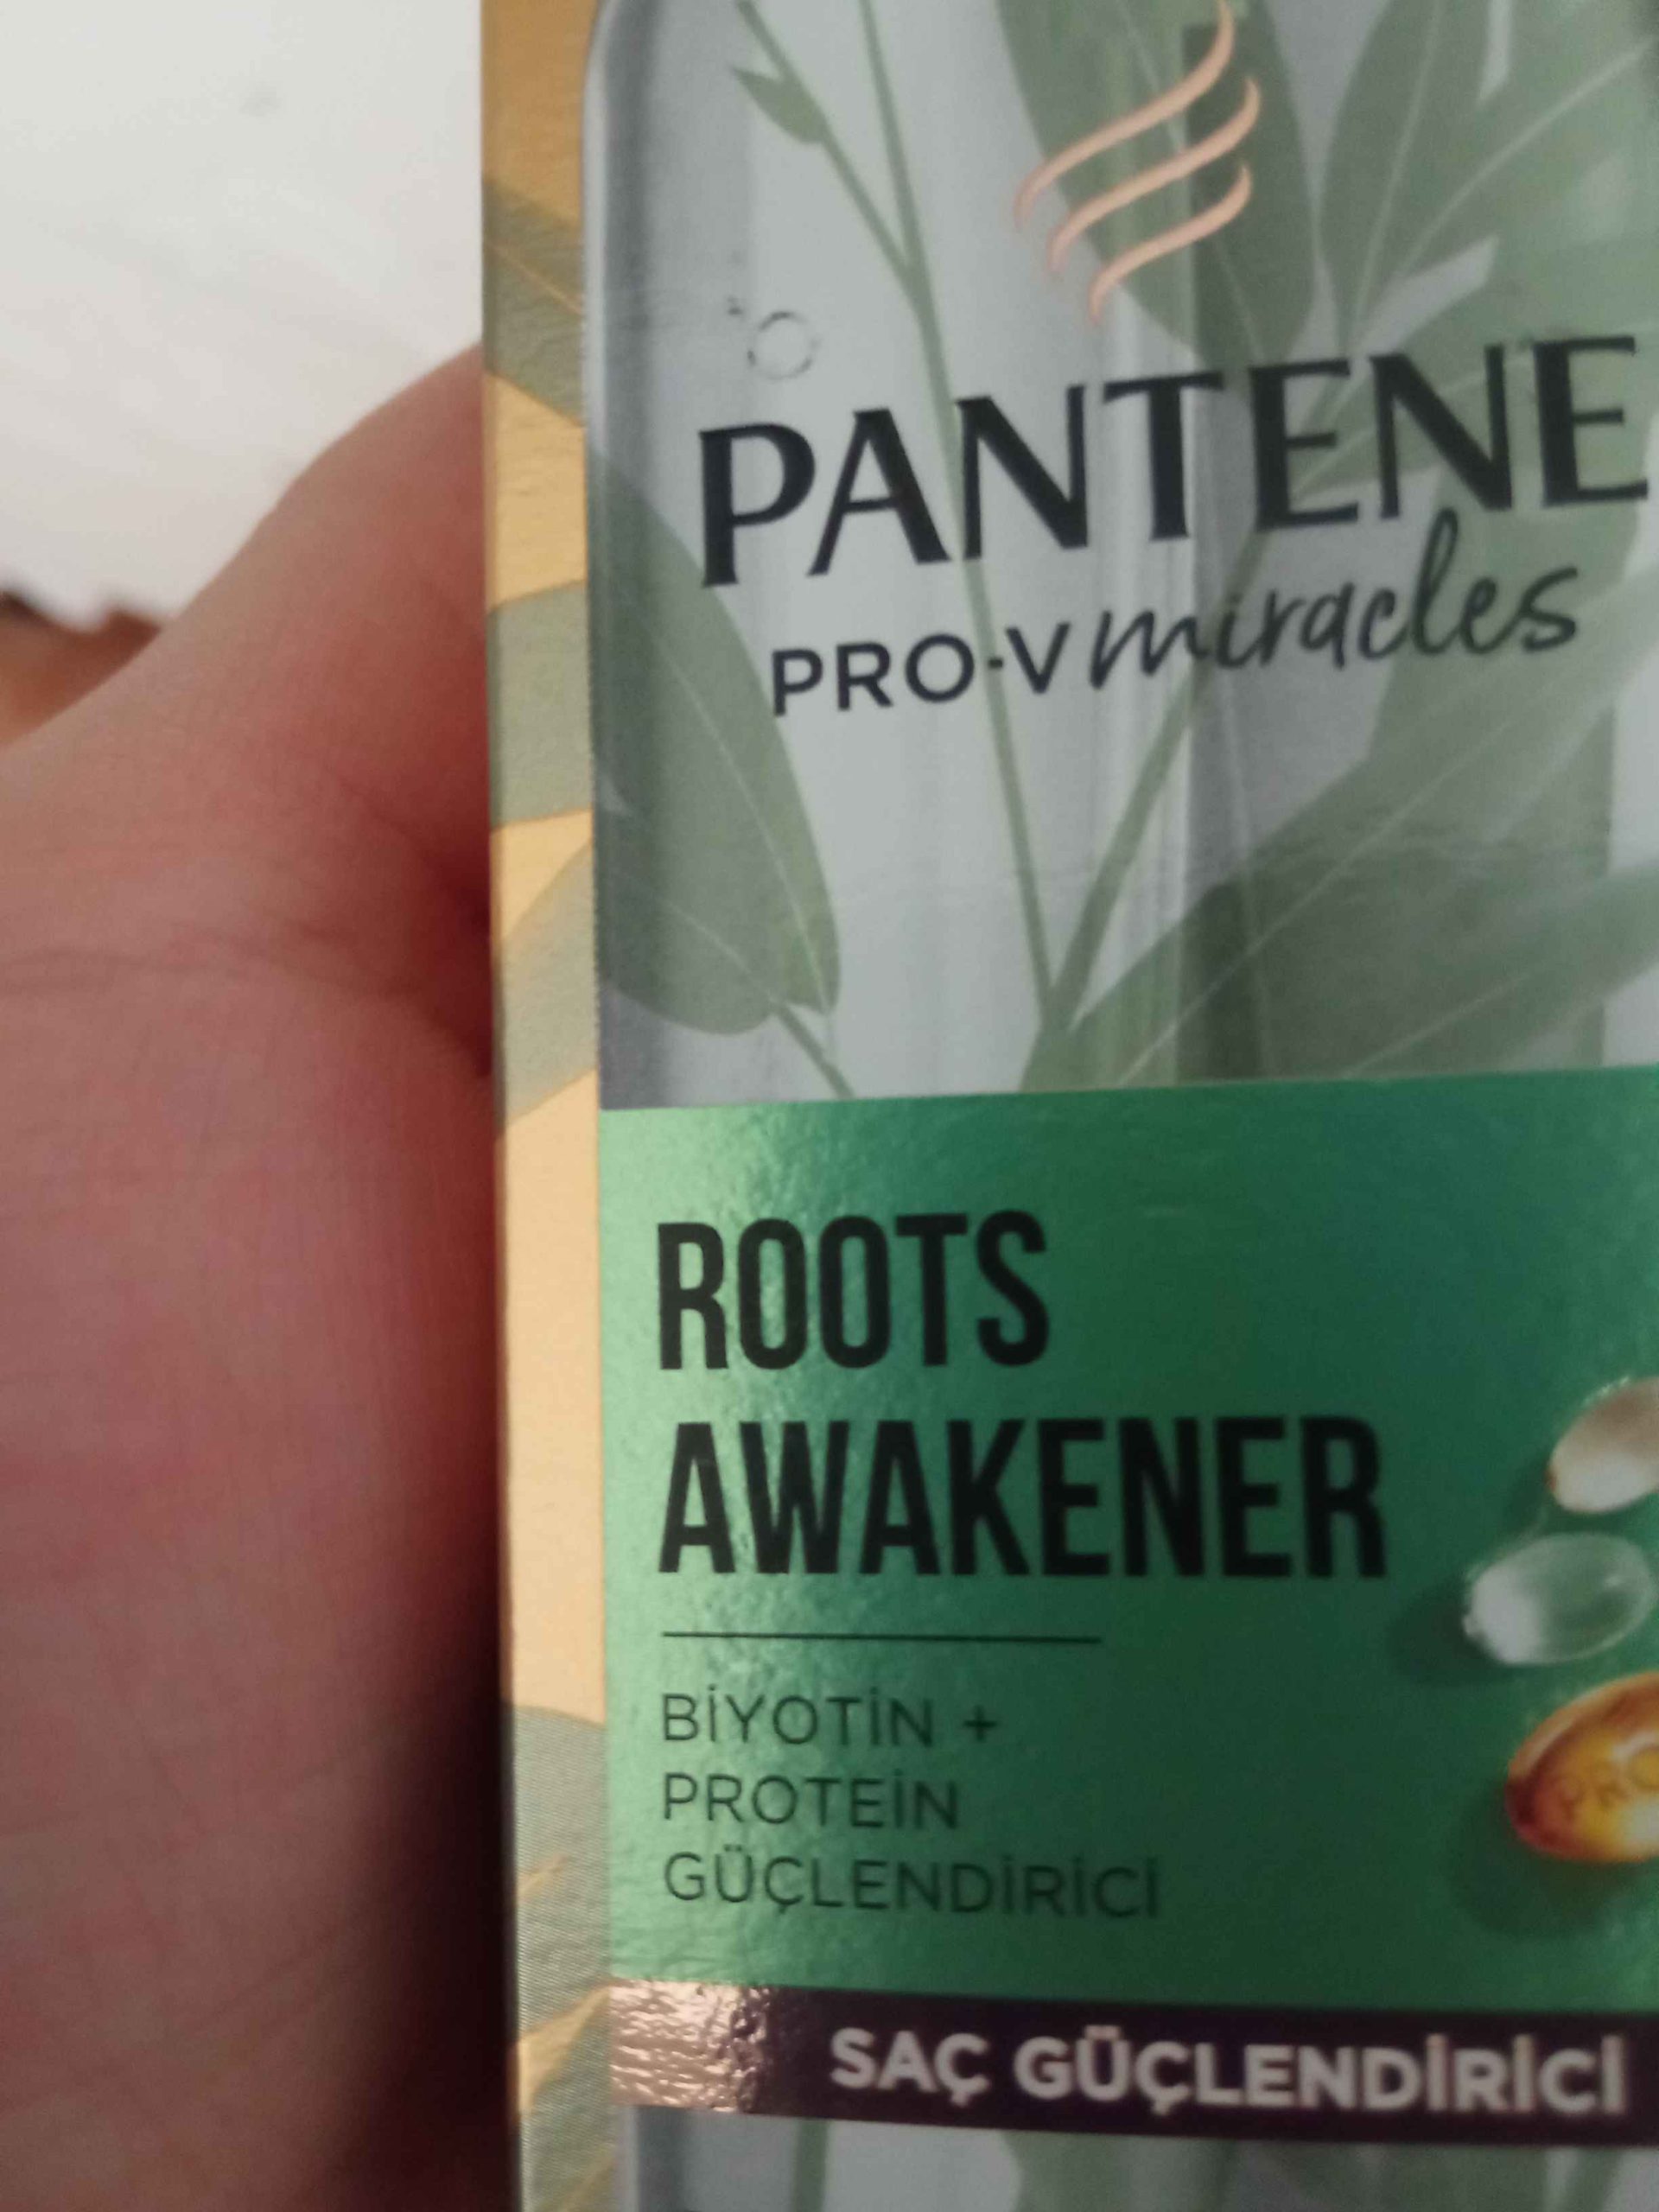 PANTENE
PRO-V miracles
ROOTS
AWAKENER
BİYOTİN +
PROTEİN
GÜÇLENDİRİCİ
SAÇ GÜÇLENDİRİCİ